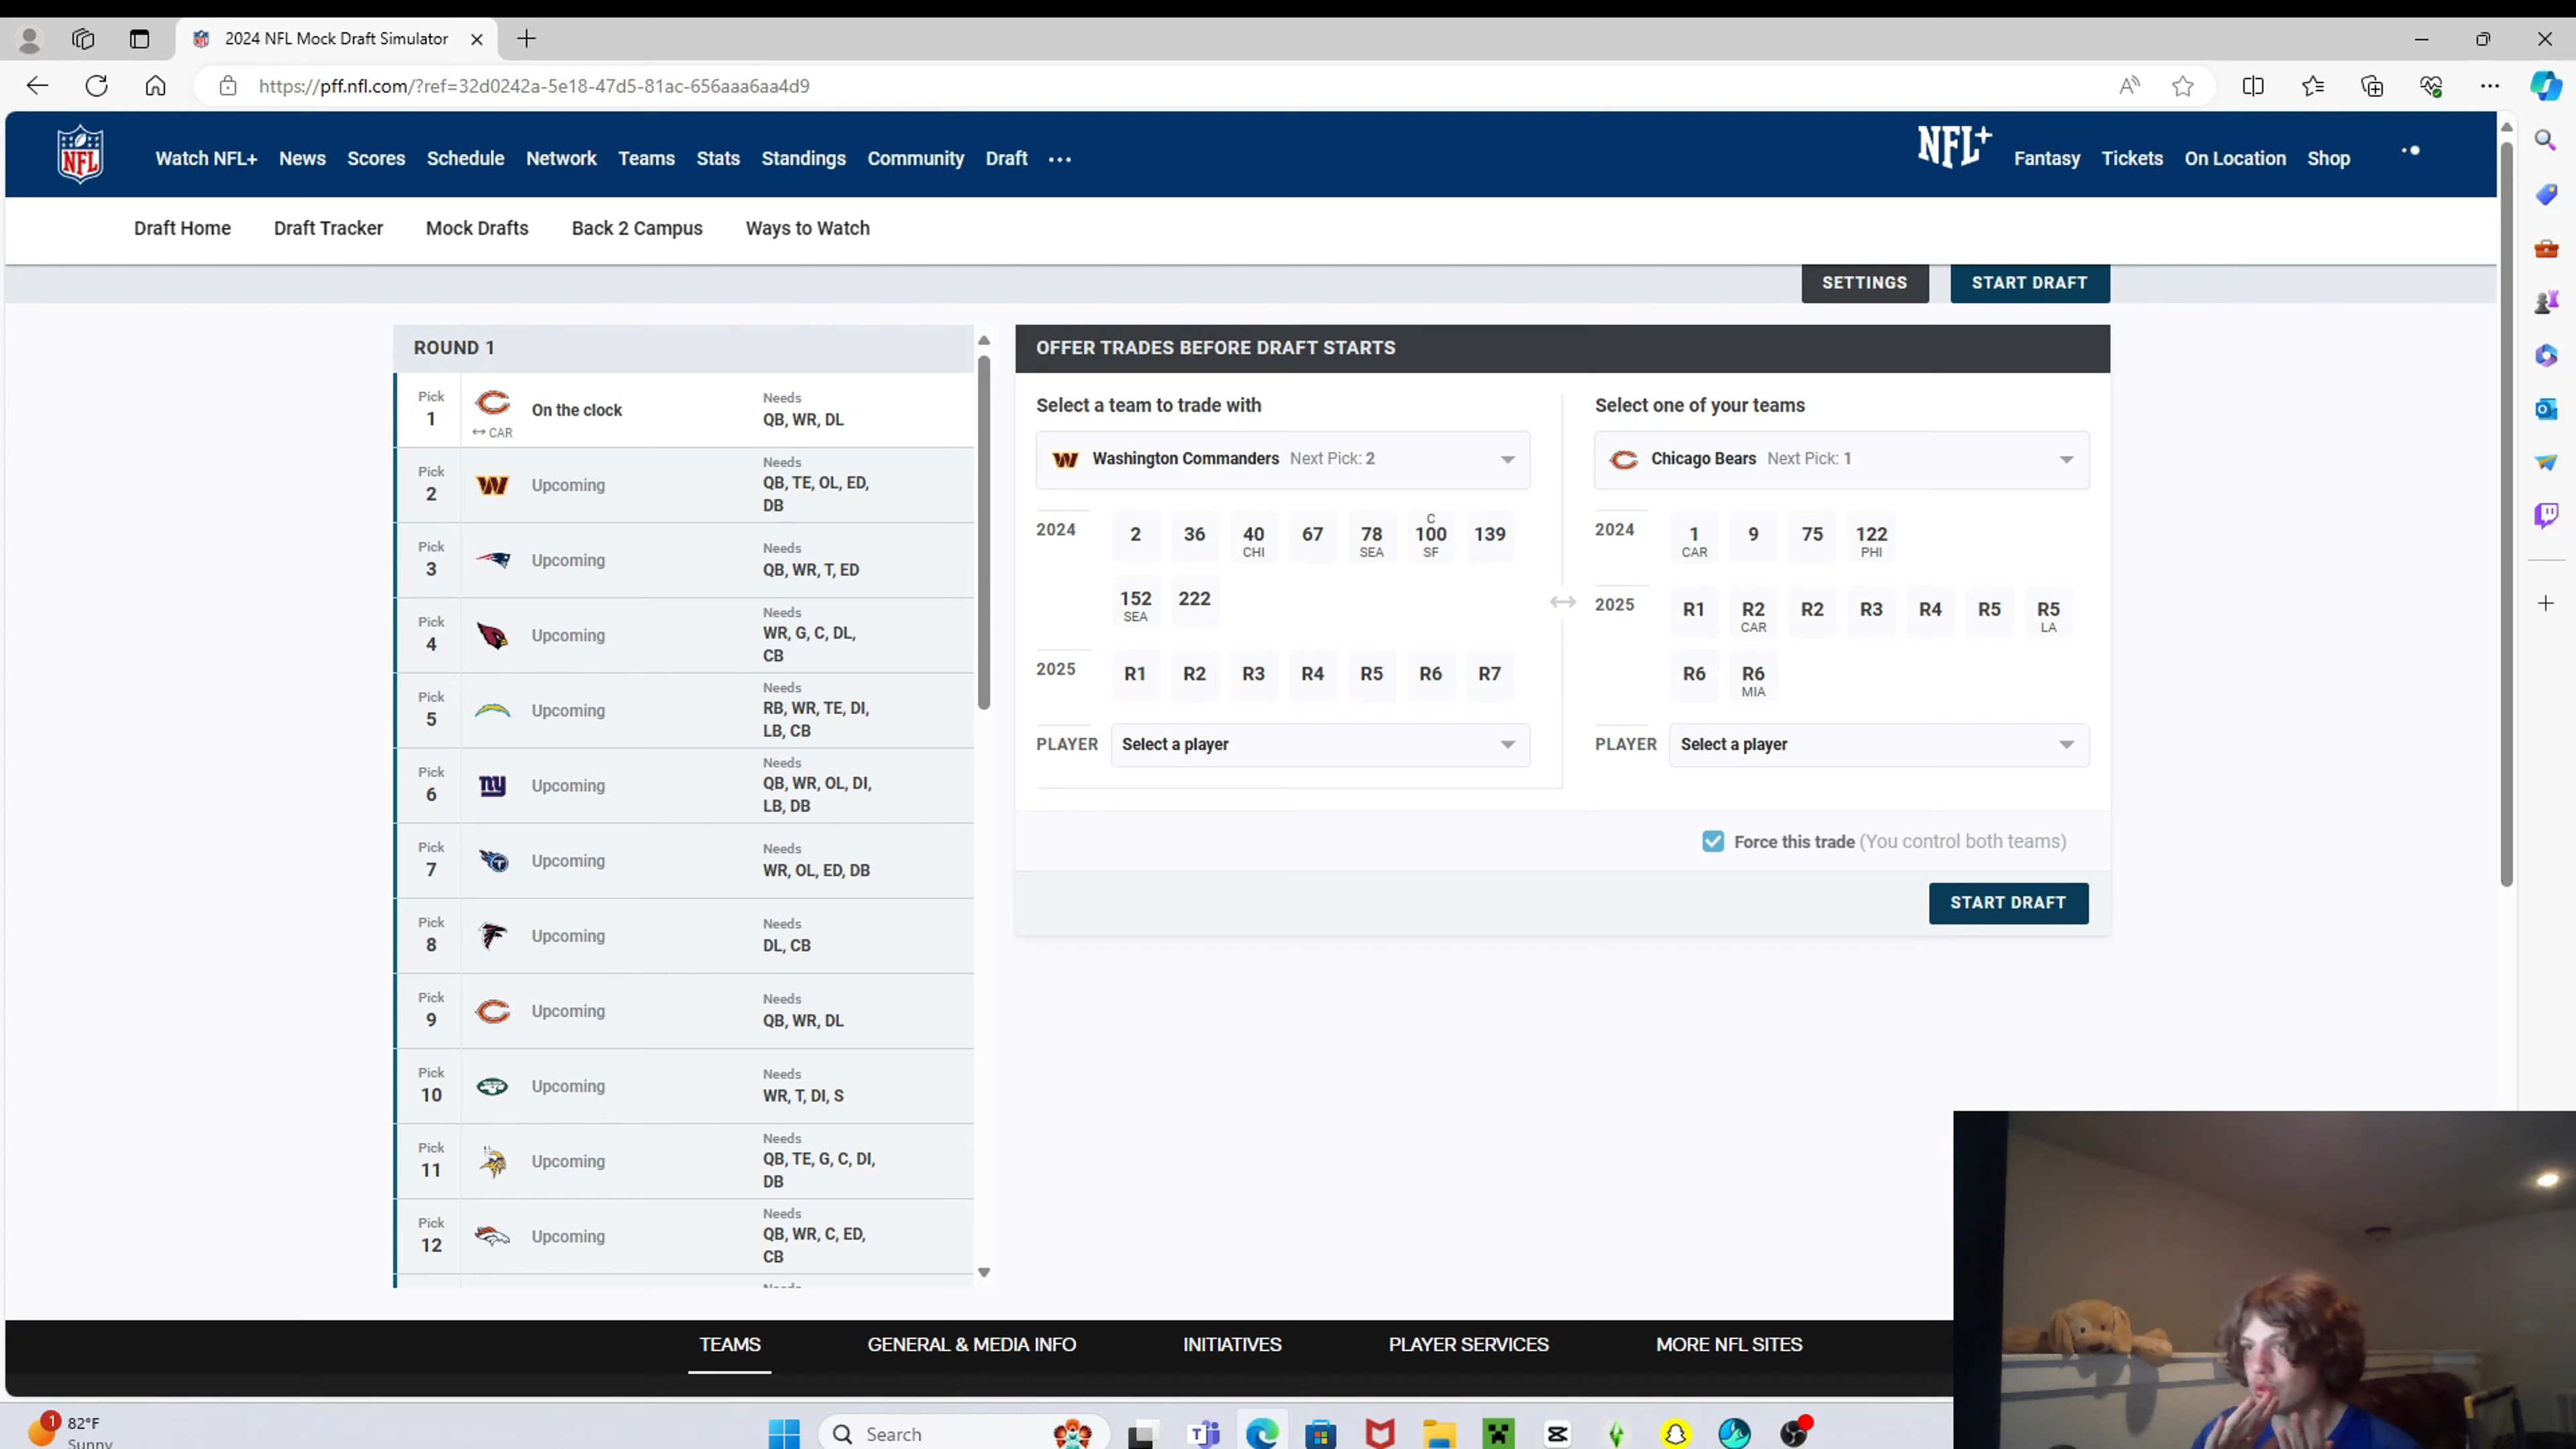 2024 NFL Mock Draft Simulator
https://pff.nfl.com/?ref=32d0242a-5e18-47d5-81ac-656aaa6aa4d9
NFL
Watch NFL+ News Scores Schedule Network Teams Stats Standings Community Draft
NFL+ Fantasy Tickets On Location Shop
Draft Home Draft Tracker Mock Drafts Back 2 Campus Ways to Watch
SETTINGS START DRAFT
ROUND 1
Pick 1 CAR On the clock Needs QB, WR, DL
Pick 2 W Upcoming Needs QB, TE, OL, ED, DB
Pick 3 Upcoming Needs QB, WR, T, ED
Pick 4 Upcoming Needs WR, G, C, DL, CB
Pick 5 Upcoming Needs RB, WR, TE, DI, LB, CB
Pick 6 ny Upcoming Needs QB, WR, OL, DI, LB, DB
Pick 7 Upcoming Needs WR, OL, ED, DB
Pick 8 Upcoming Needs DL, CB
Pick 9 Upcoming Needs QB, WR, DL
Pick 10 Upcoming Needs WR, T, DI, S
Pick 11 Upcoming Needs QB, TE, G, C, DI, DB
Pick 12 Upcoming Needs QB, WR, C, ED, CB
Needs
OFFER TRADES BEFORE DRAFT STARTS
Select a team to trade with
Washington Commanders Next Pick: 2
2024 2 36 40 CHI 67 78 SEA C 100 SF 139
152 SEA 222
2025 R1 R2 R3 R4 R5 R6 R7
PLAYER Select a player
Select one of your teams
Chicago Bears Next Pick: 1
2024 1 CAR 9 75 122 PHI
2025 R1 R2 CAR R2 R3 R4 R5 R5 LA
R6 R6 MIA
PLAYER Select a player
Force this trade (You control both teams)
START DRAFT
TEAMS GENERAL & MEDIA INFO INITIATIVES PLAYER SERVICES MORE NFL SITES
1 82°F
Sunny
Search